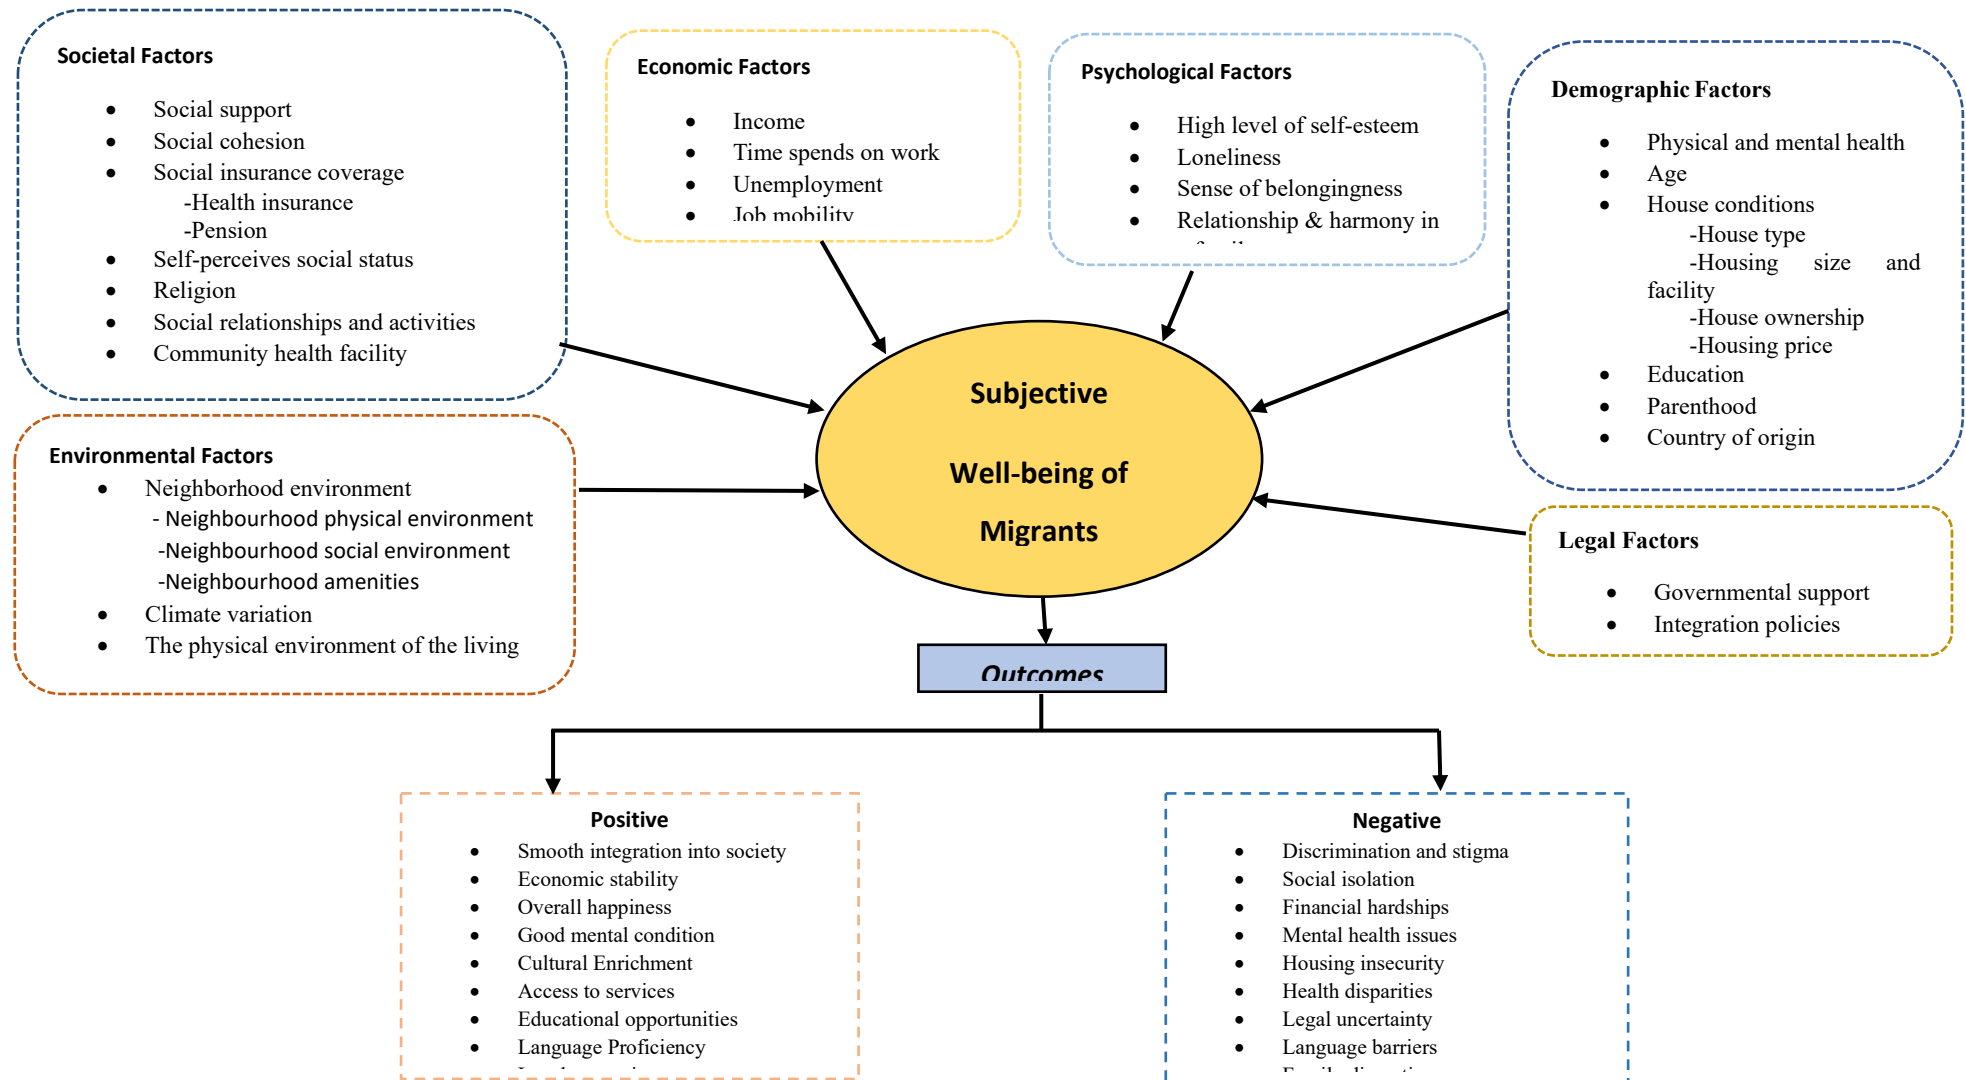 Societal Factors
• Social support
• Social cohesion
• Social insurance coverage
-Health insurance
-Pension
• Self-perceives social status
• Religion
• Social relationships and activities
• Community health facility
Economic Factors
• Income
• Time spends on work
• Unemployment
• Job mobility
Psychological Factors
• High level of self-esteem
• Loneliness
• Sense of belongingness
• Relationship & harmony in
Demographic Factors
• Physical and mental health
• Age
• House conditions
-House type
-Housing size and
facility
-House ownership
-Housing price
• Education
• Parenthood
• Country of origin
Environmental Factors
• Neighborhood environment
- Neighbourhood physical environment
-Neighbourhood social environment
-Neighbourhood amenities
• Climate variation
• The physical environment of the living
Legal Factors
• Governmental support
• Integration policies
Subjective
Well-being of
Migrants
Outcomes
Positive
• Smooth integration into society
• Economic stability
• Overall happiness
• Good mental condition
• Cultural Enrichment
• Access to services
• Educational opportunities
• Language Proficiency
Negative
• Discrimination and stigma
• Social isolation
• Financial hardships
• Mental health issues
• Housing insecurity
• Health disparities
• Legal uncertainty
• Language barriers